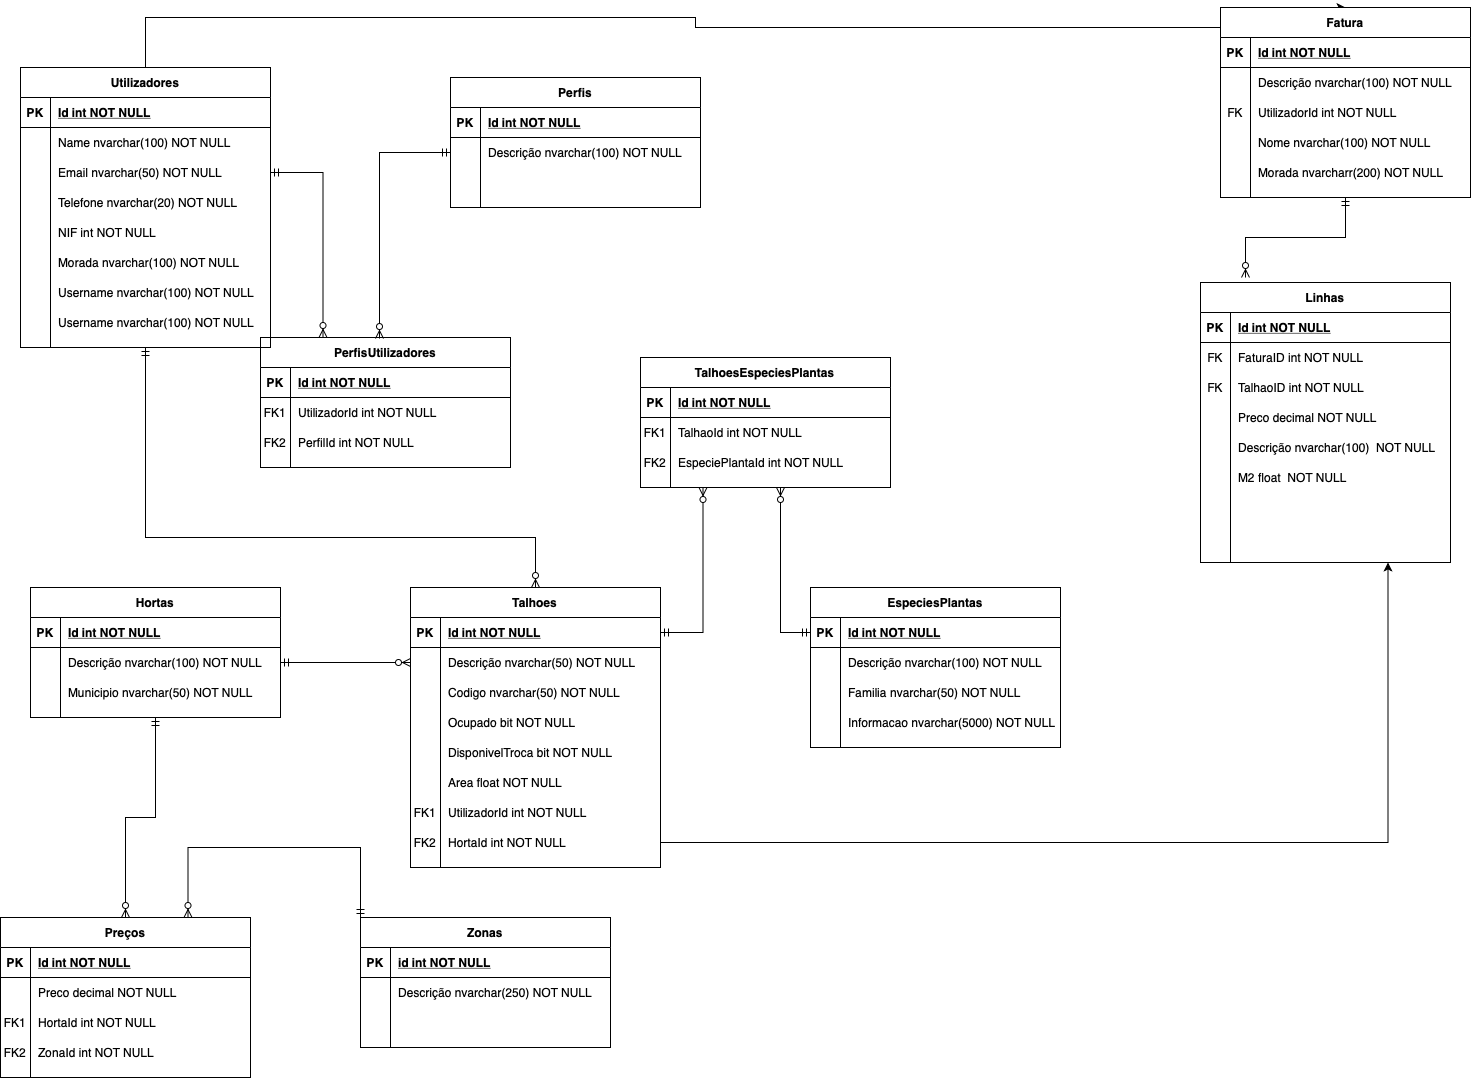 Utilizadores
PK Id int NOT NULL
Name nvarchar(100) NOT NULL
Email nvarchar(50) NOT NULL
Telefone nvarchar(20) NOT NULL
NIF int NOT NULL
Morada nvarchar(100) NOT NULL
Username nvarchar(100) NOT NULL
Username nvarchar(100) NOT NULL
Perfis
PK Id int NOT NULL
Descrição nvarchar(100) NOT NULL
Fatura
PK Id int NOT NULL
Descrição nvarchar(100) NOT NULL
FK UtilizadorId int NOT NULL
Nome nvarchar(100) NOT NULL
Morada nvarcharr(200) NOT NULL
Linhas
PK Id int NOT NULL
FK FaturaID int NOT NULL
FK TalhaoID int NOT NULL
Preco decimal NOT NULL
Descrição nvarchar(100) NOT NULL
M2 float NOT NULL
PerfisUtilizadores
PK Id int NOT NULL
FK1 UtilizadorId int NOT NULL
FK2 PerfilId int NOT NULL
TalhoesEspeciesPlantas
PK Id int NOT NULL
FK1 TalhaoId int NOT NULL
FK2 EspeciePlantaId int NOT NULL
Hortas
PK Id int NOT NULL
Descrição nvarchar(100) NOT NULL
Municipio nvarchar(50) NOT NULL
Talhoes
PK Id int NOT NULL
Descrição nvarchar(50) NOT NULL
Codigo nvarchar(50) NOT NULL
Ocupado bit NOT NULL
DisponivelTroca bit NOT NULL
Area float NOT NULL
FK1 UtilizadorId int NOT NULL
FK2 HortaId int NOT NULL
EspeciesPlantas
PK Id int NOT NULL
Descrição nvarchar(100) NOT NULL
Familia nvarchar(50) NOT NULL
Informacao nvarchar(5000) NOT NULL
Preços
PK Id int NOT NULL
Preco decimal NOT NULL
FK1 HortaId int NOT NULL
FK2 ZonaId int NOT NULL
Zonas
PK id int NOT NULL
Descrição nvarchar(250) NOT NULL